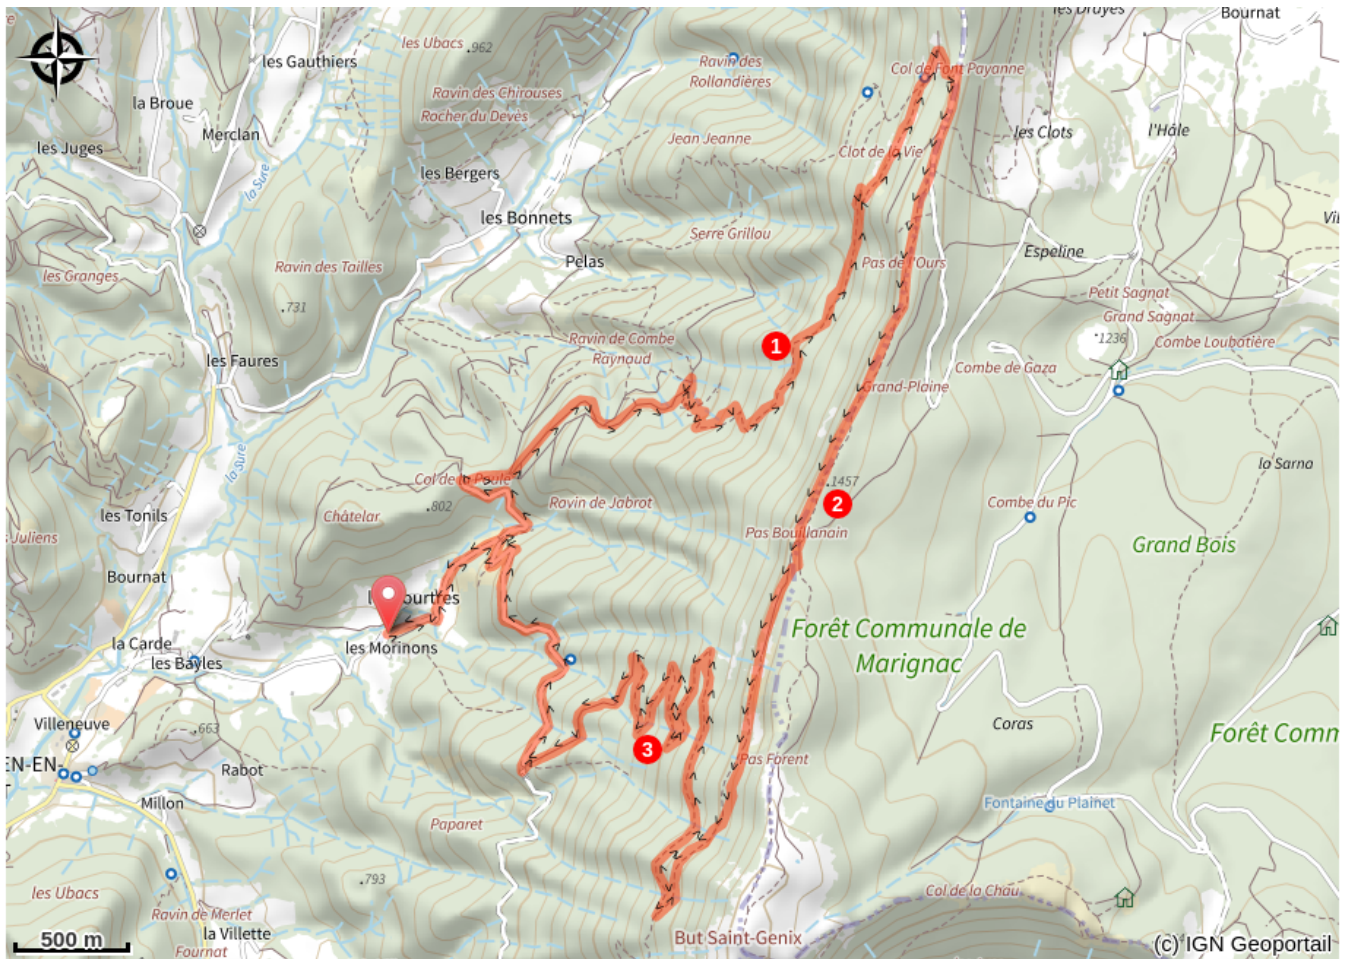 les Ubacs
.962
les Gauthiers
Ravin des
Rollandières
Col de Font Payanne
Bournat
la Broue
Ravin des Chirouses
Rocher du Devès
Merclan
Jean Jeanne
les Clots
l'Hâle
les Juges
la Sure
les Bergers
Clot de la Vie
les Bonnets
Serre Grillou
Pelas
Ravin des Tailles
les Granges
Pas de l'Ours
Espeline
Petit Sagnat
Grand Sagnat
.731
1
Ravin de Combe
Raynaud
.1236
Combe Loubatière
les Faures
Combe de Gaza
Grand-Plaine
la Sure
Col de la Poule
.1457
la Sarna
.802
Ravin de Jabrot
2
Combe du Pic
les Tonils
Châtelar
Juliens
Pas Bouillanain
Grand Bois
Bournat
Forêt Communale de
Marignac
la Carde
les Bayles
les Morinons
Villeneuve
.663
Coras
Forêt Comm
3
Pas Forent
EN-EN-
Rabot
Millon
Fontaine du Plainet
Paparet
.793
les Ubacs
Col de la Chau
Ravin de Merlet
la Villette
Fournat
500 m
But Saint-Genix
(c) IGN Geoportail